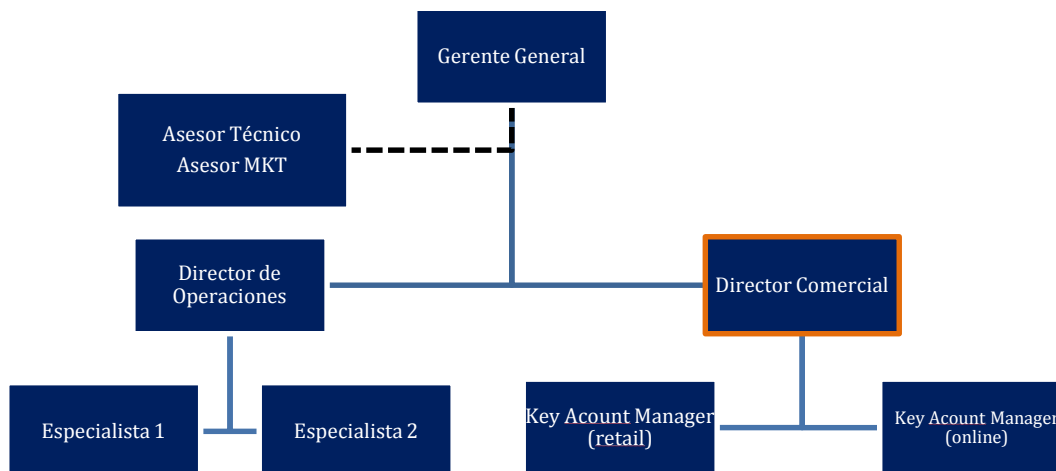 Gerente General
Asesor Técnico
Asesor MKT
Director de
Operaciones
Director Comercial
Especialista 1
Especialista 2
Key Acount Manager
(retail)
Key Acount Manager
(online)